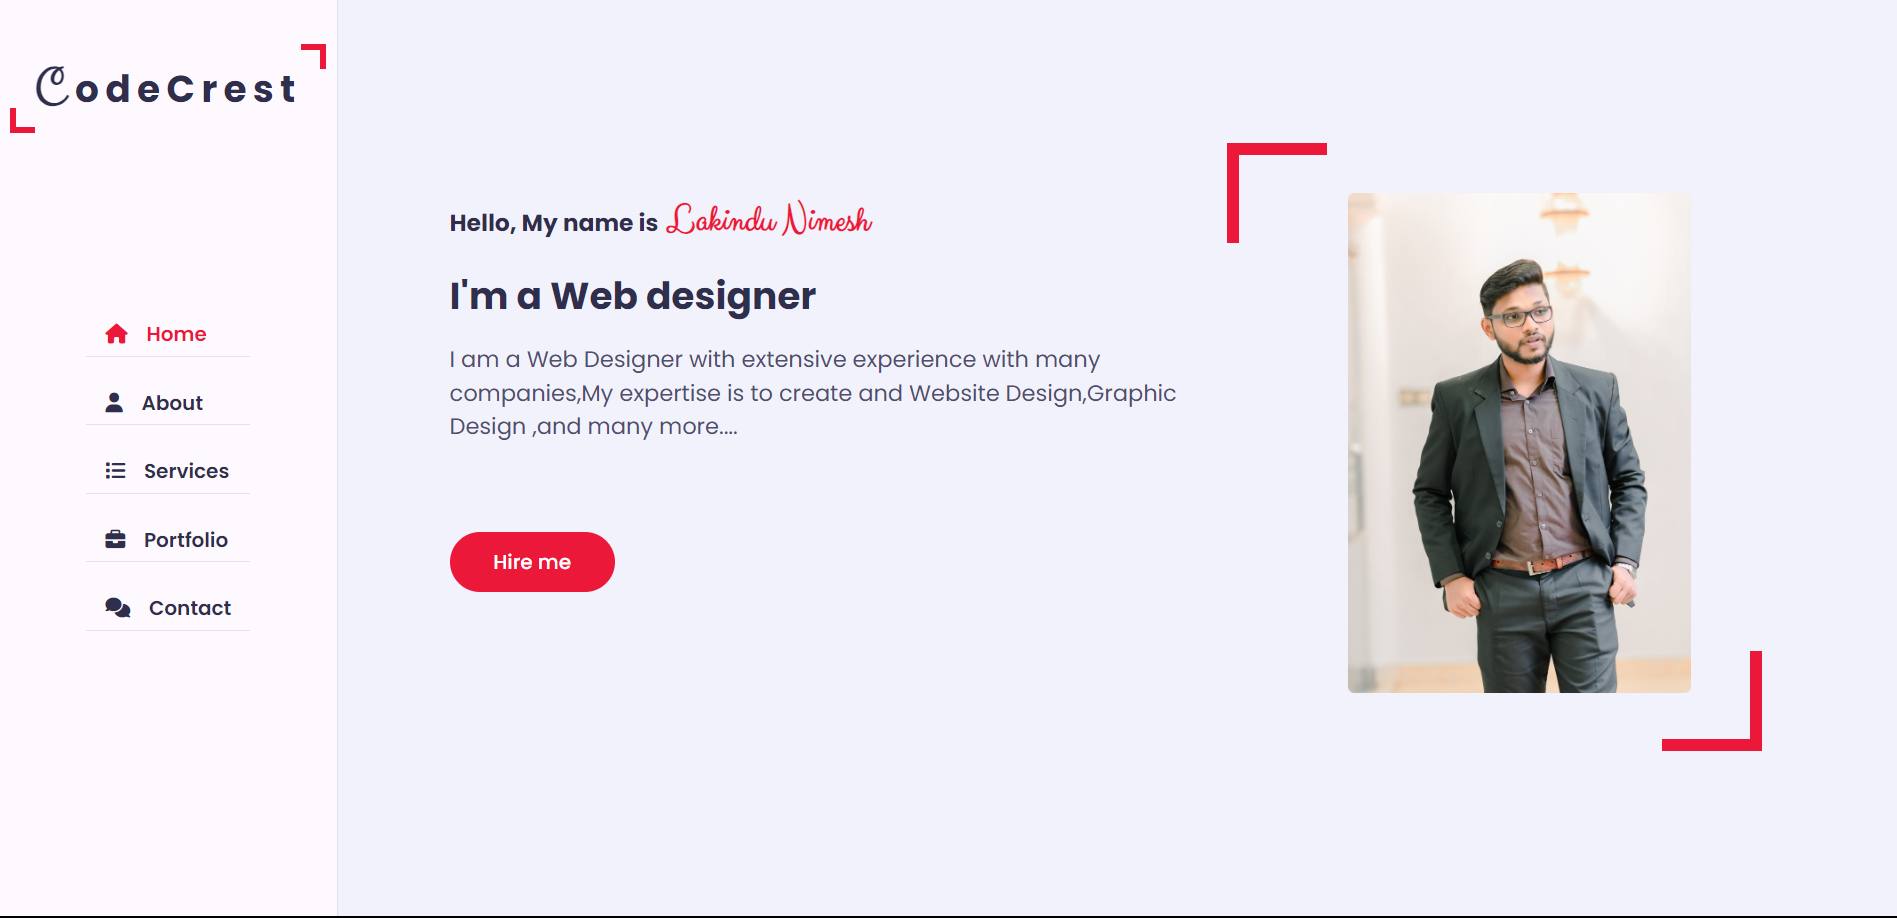 CodeCrest
Home
About
Services
Portfolio
Contact
Hello, My name is Lakindu Nimesh
I'm a Web designer
I am a Web Designer with extensive experience with many
companies,My expertise is to create and Website Design,Graphic
Design ,and many more....
Hire me